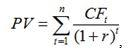 PV = \sum_{t=1}^{n} \frac{CF_t}{(1+r)^t},